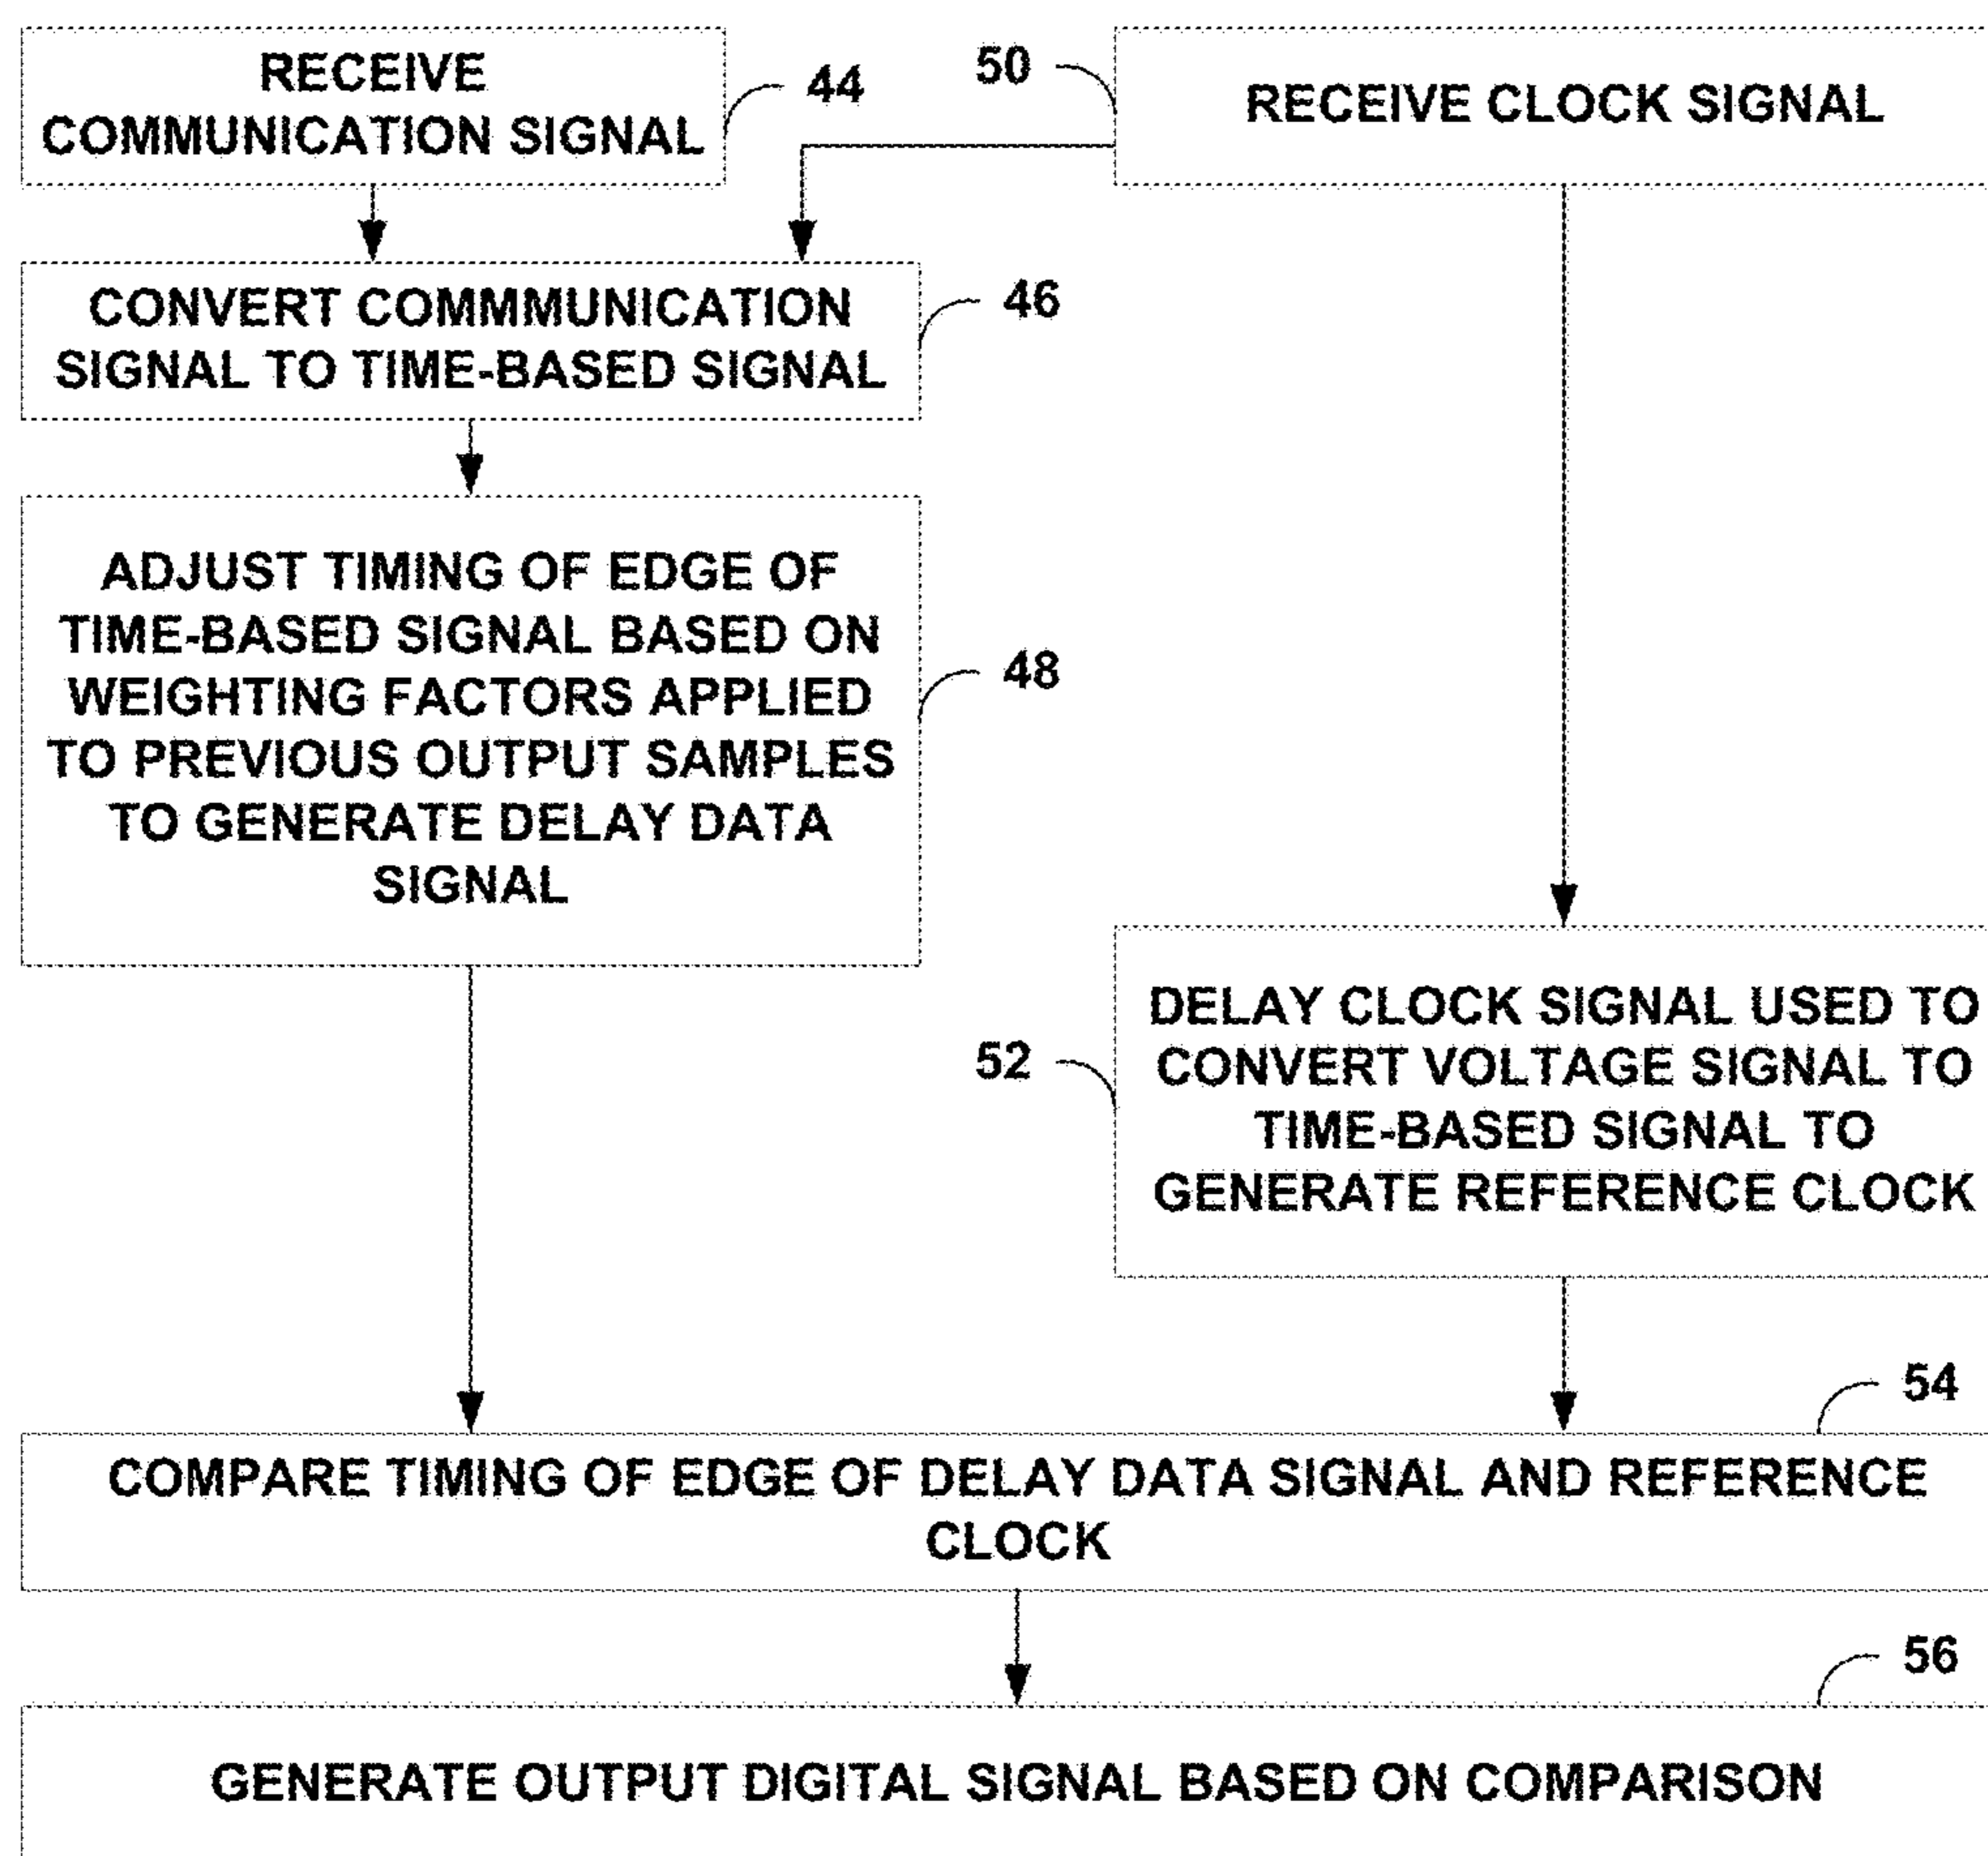 RECEIVE
COMMUNICATION SIGNAL
44
50
RECEIVE CLOCK SIGNAL
CONVERT COMMMUNICATION
SIGNAL TO TIME-BASED SIGNAL
46
ADJUST TIMING OF EDGE OF
TIME-BASED SIGNAL BASED ON
WEIGHTING FACTORS APPLIED
TO PREVIOUS OUTPUT SAMPLES
TO GENERATE DELAY DATA
SIGNAL
48
52
DELAY CLOCK SIGNAL USED TO
CONVERT VOLTAGE SIGNAL TO
TIME-BASED SIGNAL TO
GENERATE REFERENCE CLOCK
54
COMPARE TIMING OF EDGE OF DELAY DATA SIGNAL AND REFERENCE
CLOCK
56
GENERATE OUTPUT DIGITAL SIGNAL BASED ON COMPARISON